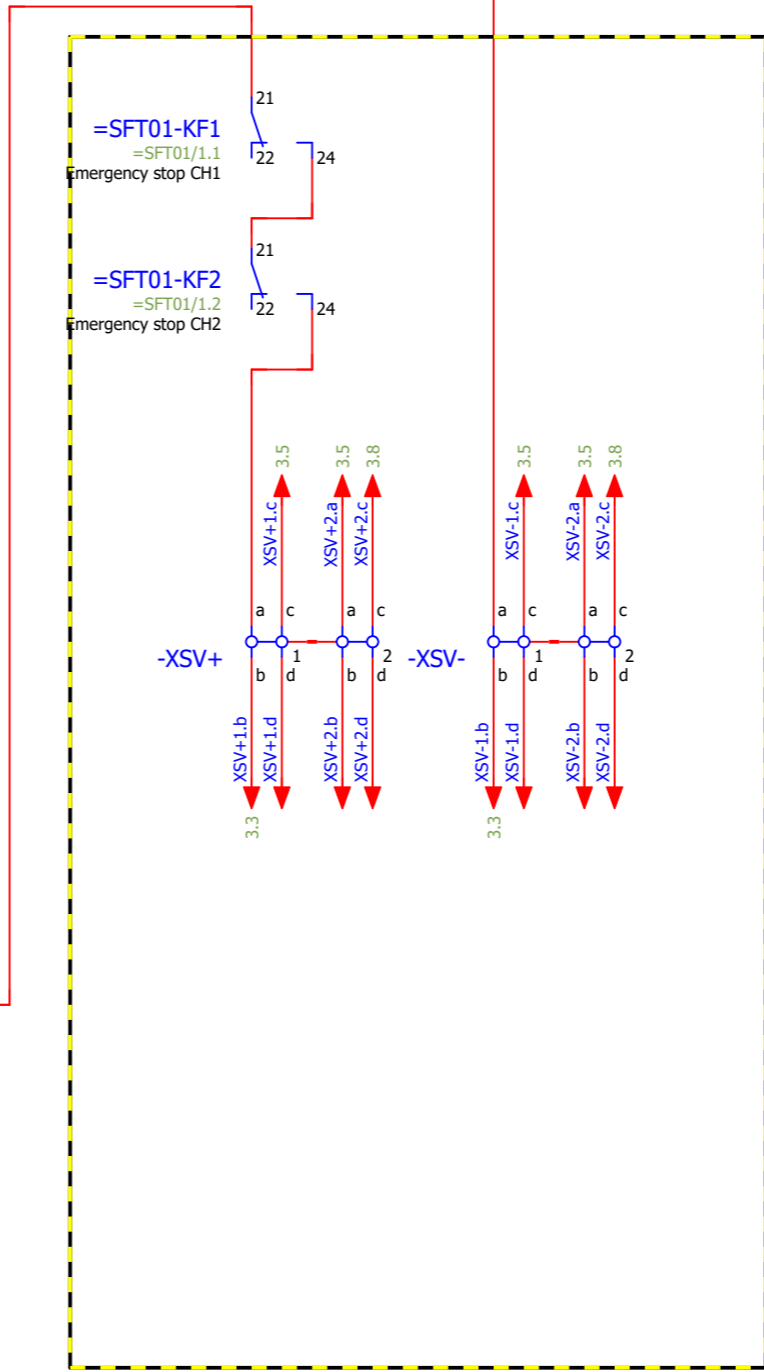 21
=SFT01-KF1
=SFT01/1.1
22
24
Emergency stop CH1
21
=SFT01-KF2
=SFT01/1.2
22
24
Emergency stop CH2
3.5
3.5
3.8
3.5
3.5
3.8
XSV+1.c
XSV+2.a
XSV+2.c
XSV-1.c
XSV-2.a
XSV-2.c
a
c
a
c
a
c
a
c
-XSV+
1
2
-XSV-
1
2
b
d
b
d
b
d
b
d
XSV+1.b
XSV+1.d
XSV+2.b
XSV+2.d
XSV-1.b
XSV-1.d
XSV-2.b
XSV-2.d
3.3
3.3